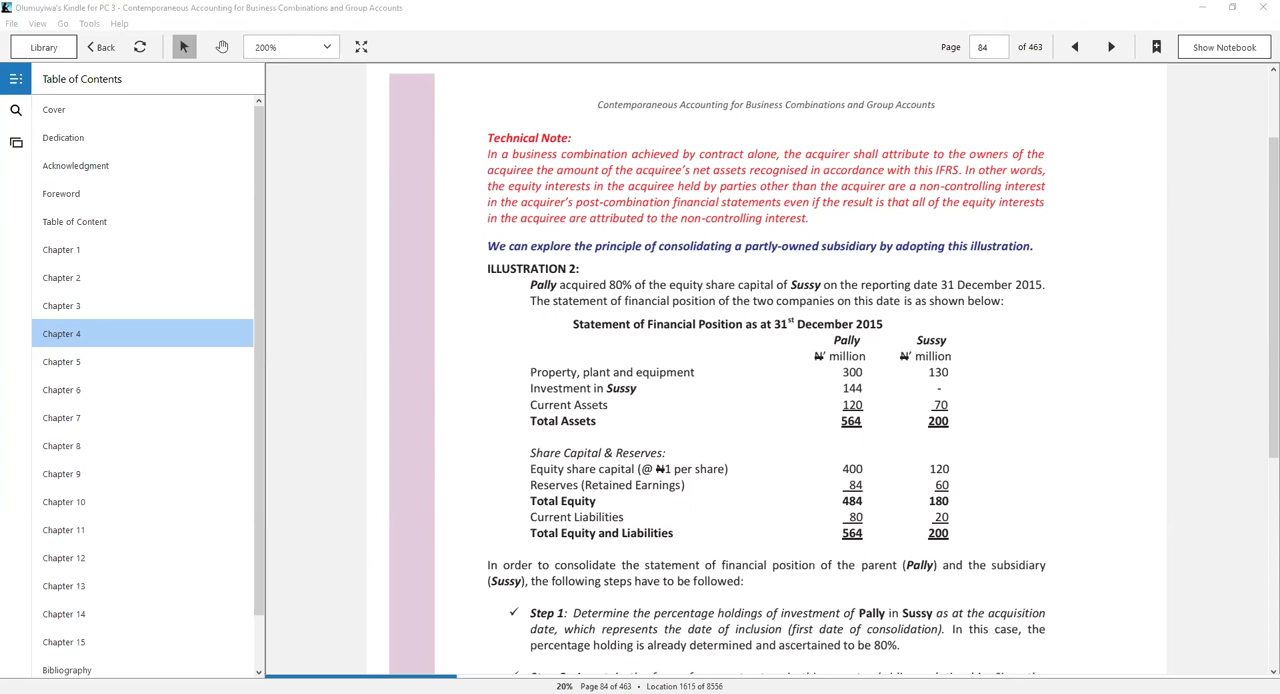 Olumuyiwa's Kindle for PC 3 - Contemporaneous Accounting for Business Combinations and Group Accounts
File View Go Tools Help
Library Back 200% Page 84 of 463 Show Notebook
Table of Contents
Cover
Dedication
Acknowledgment
Foreword
Table of Content
Chapter 1
Chapter 2
Chapter 3
Chapter 4
Chapter 5
Chapter 6
Chapter 7
Chapter 8
Chapter 9
Chapter 10
Chapter 11
Chapter 12
Chapter 13
Chapter 14
Chapter 15
Bibliography
Contemporaneous Accounting for Business Combinations and Group Accounts
Technical Note:
In a business combination achieved by contract alone, the acquirer shall attribute to the owners of the
acquiree the amount of the acquiree's net assets recognised in accordance with this IFRS. In other words,
the equity interests in the acquiree held by parties other than the acquirer are a non-controlling interest
in the acquirer's post-combination financial statements even if the result is that all of the equity interests
in the acquiree are attributed to the non-controlling interest.
We can explore the principle of consolidating a partly-owned subsidiary by adopting this illustration.
ILLUSTRATION 2:
Pally acquired 80% of the equity share capital of Sussy on the reporting date 31 December 2015.
The statement of financial position of the two companies on this date is as shown below:
Statement of Financial Position as at 31st December 2015
Pally Sussy
₦' million ₦' million
Property, plant and equipment 300 130
Investment in Sussy 144 -
Current Assets 120 70
Total Assets 564 200
Share Capital & Reserves:
Equity share capital (@ ₦1 per share) 400 120
Reserves (Retained Earnings) 84 60
Total Equity 484 180
Current Liabilities 80 20
Total Equity and Liabilities 564 200
In order to consolidate the statement of financial position of the parent (Pally) and the subsidiary
(Sussy), the following steps have to be followed:
✓ Step 1: Determine the percentage holdings of investment of Pally in Sussy as at the acquisition
date, which represents the date of inclusion (first date of consolidation). In this case, the
percentage holding is already determined and ascertained to be 80%.
20% Page 84 of 463 • Location 1615 of 8556